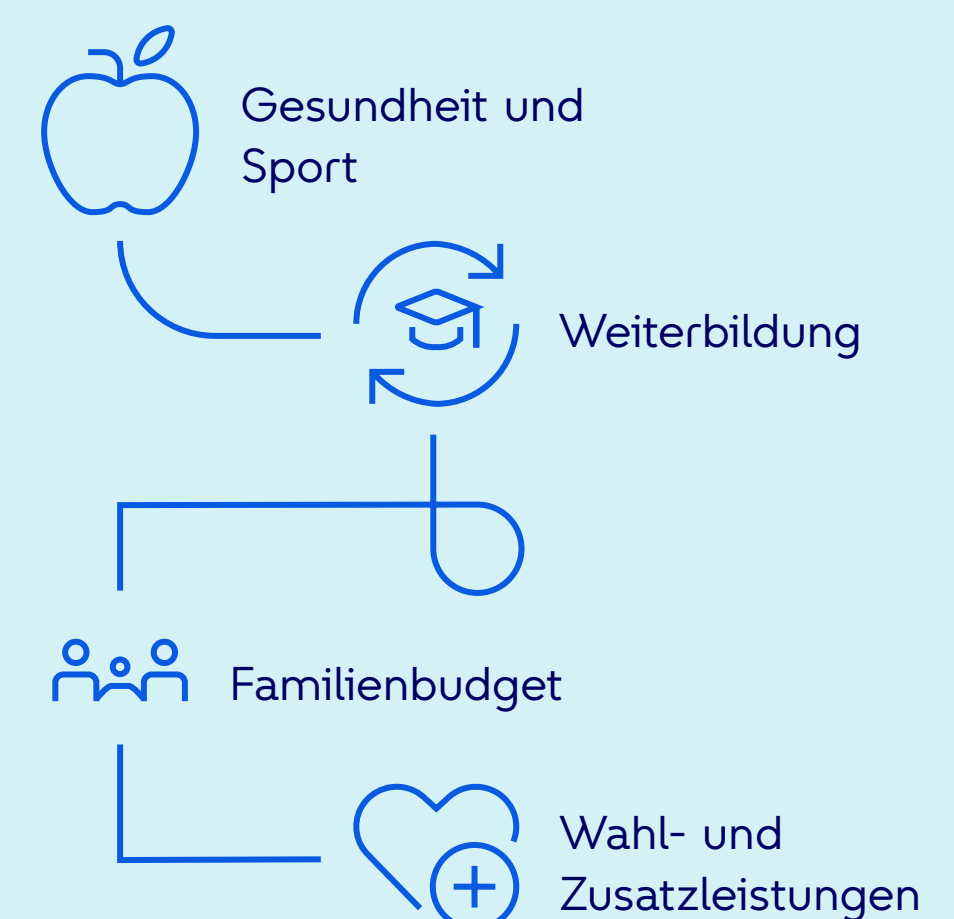 Gesundheit und
Sport
Weiterbildung
Familienbudget
Wahl- und
Zusatzleistungen